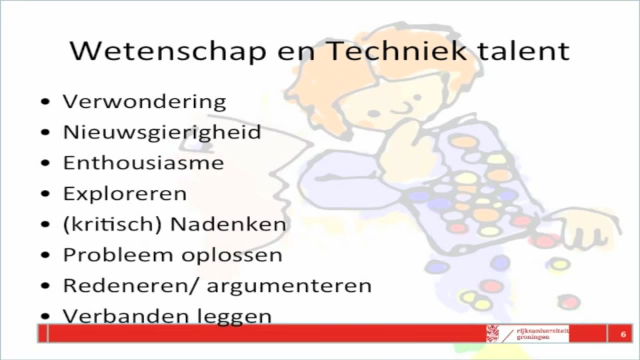 Wetenschap en Techniek talent
• Verwondering
• Nieuwsgierigheid
• Enthousiasme
• Exploreren
• (kritisch) Nadenken
• Probleem oplossen
• Redeneren/ argumenteren
• Verbanden leggen
rijksuniversiteit
groningen
6